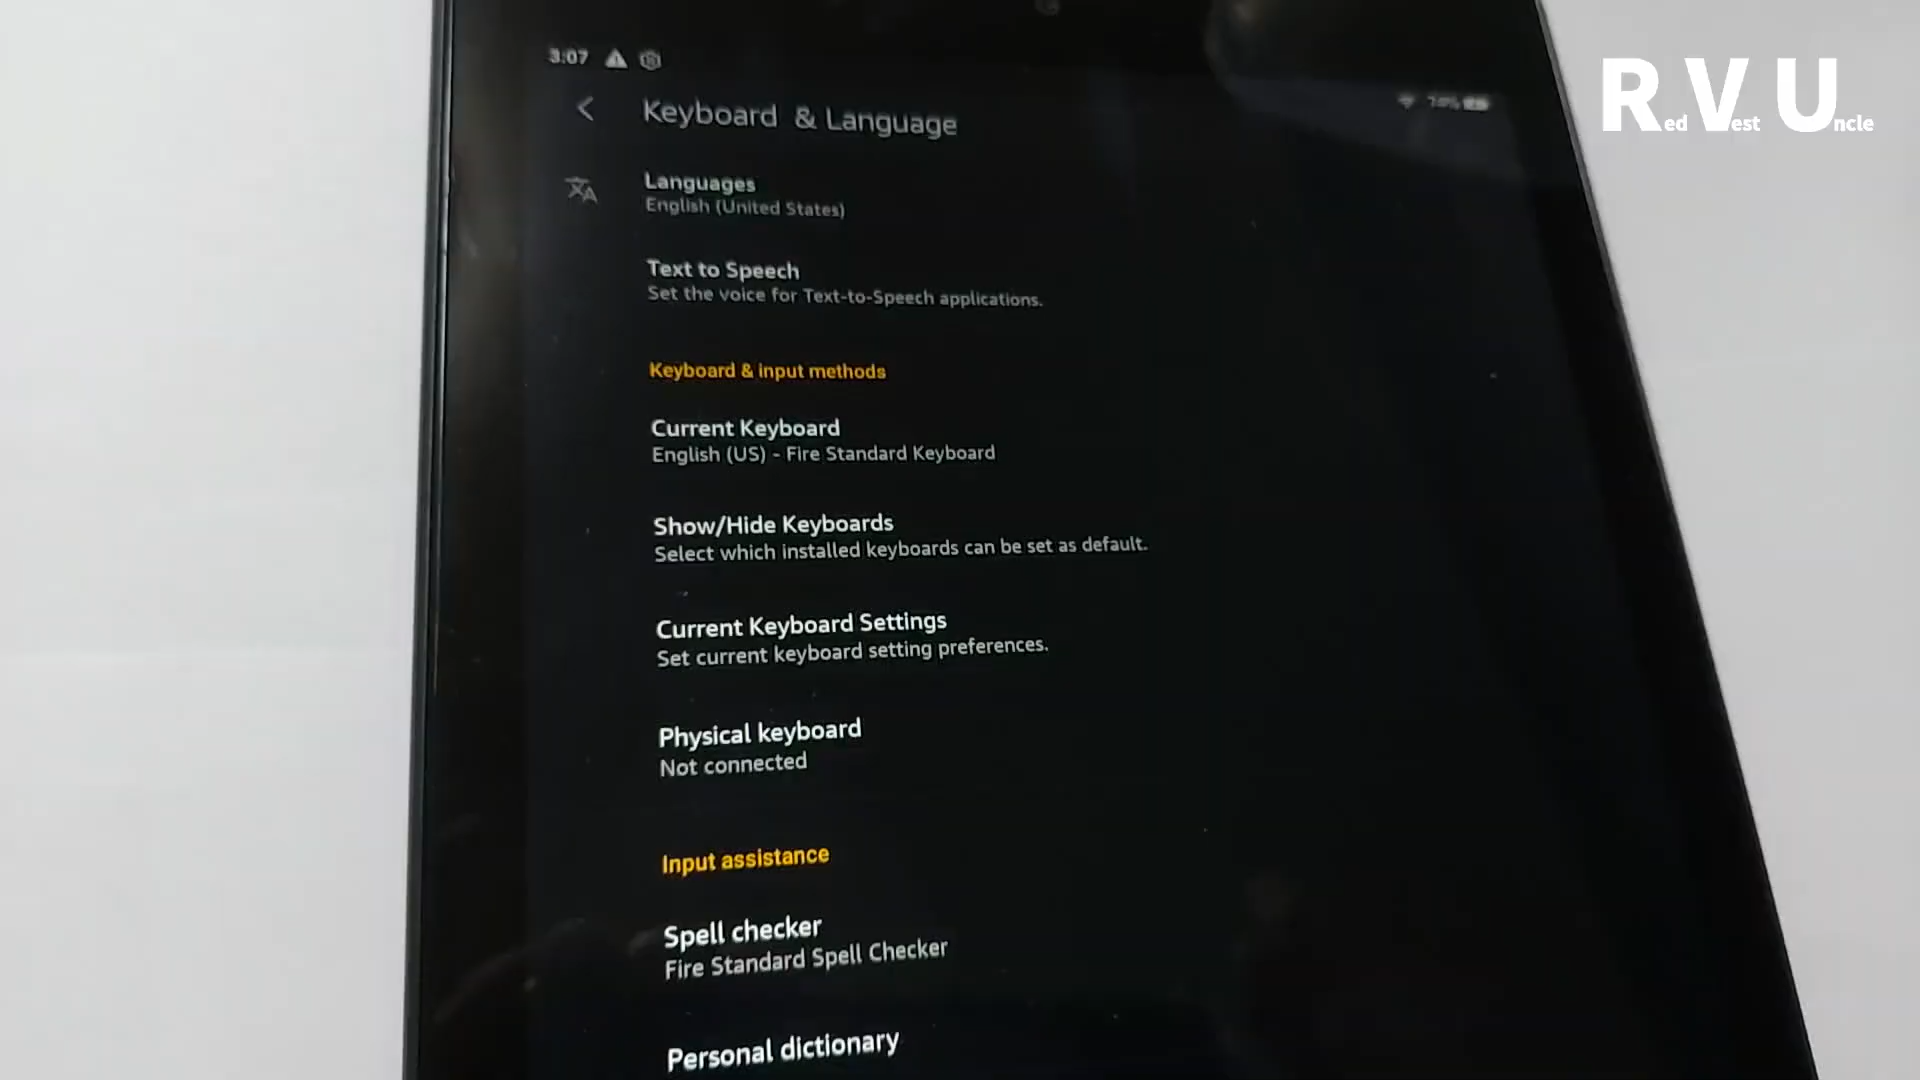 3:07
Keyboard & Language
Red Vest Uncle
Languages
English (United States)
Text to Speech
Set the voice for Text-to-Speech applications.
Keyboard & input methods
Current Keyboard
English (US) - Fire Standard Keyboard
Show/Hide Keyboards
Select which installed keyboards can be set as default.
Current Keyboard Settings
Set current keyboard setting preferences.
Physical keyboard
Not connected
Input assistance
Spell checker
Fire Standard Spell Checker
Personal dictionary